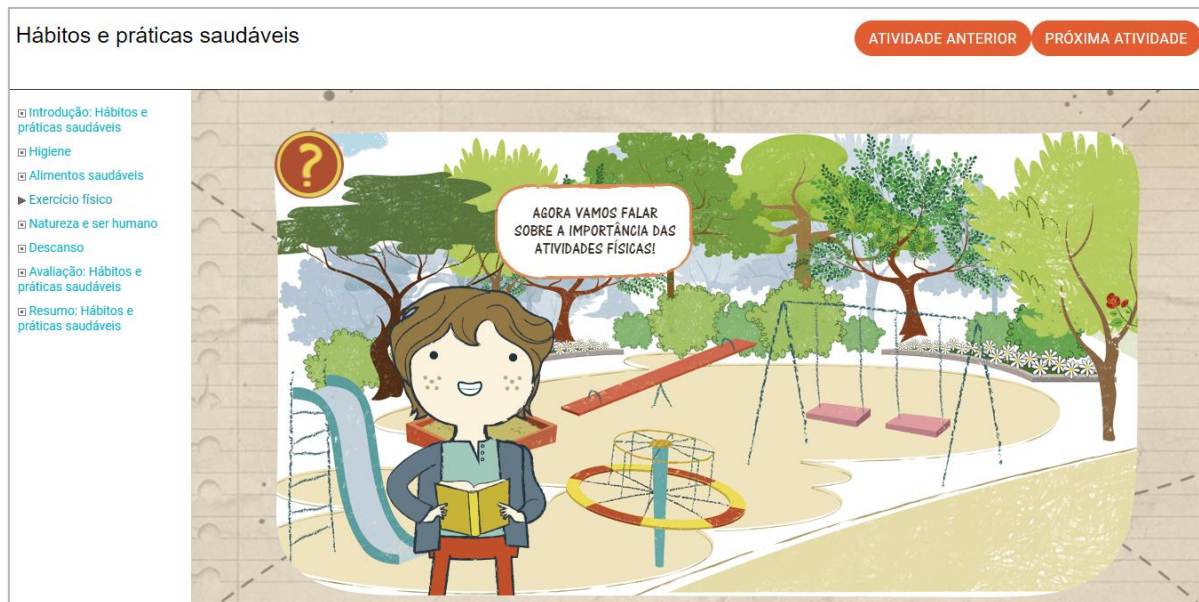 Hábitos e práticas saudáveis
ATIVIDADE ANTERIOR
PRÓXIMA ATIVIDADE
Introdução: Hábitos e
práticas saudáveis
Higiene
Alimentos saudáveis
Exercício físico
Natureza e ser humano
Descanso
Avaliação: Hábitos e
práticas saudáveis
Resumo: Hábitos e
práticas saudáveis
?
AGORA VAMOS FALAR
SOBRE A IMPORTÂNCIA DAS
ATIVIDADES FÍSICAS!